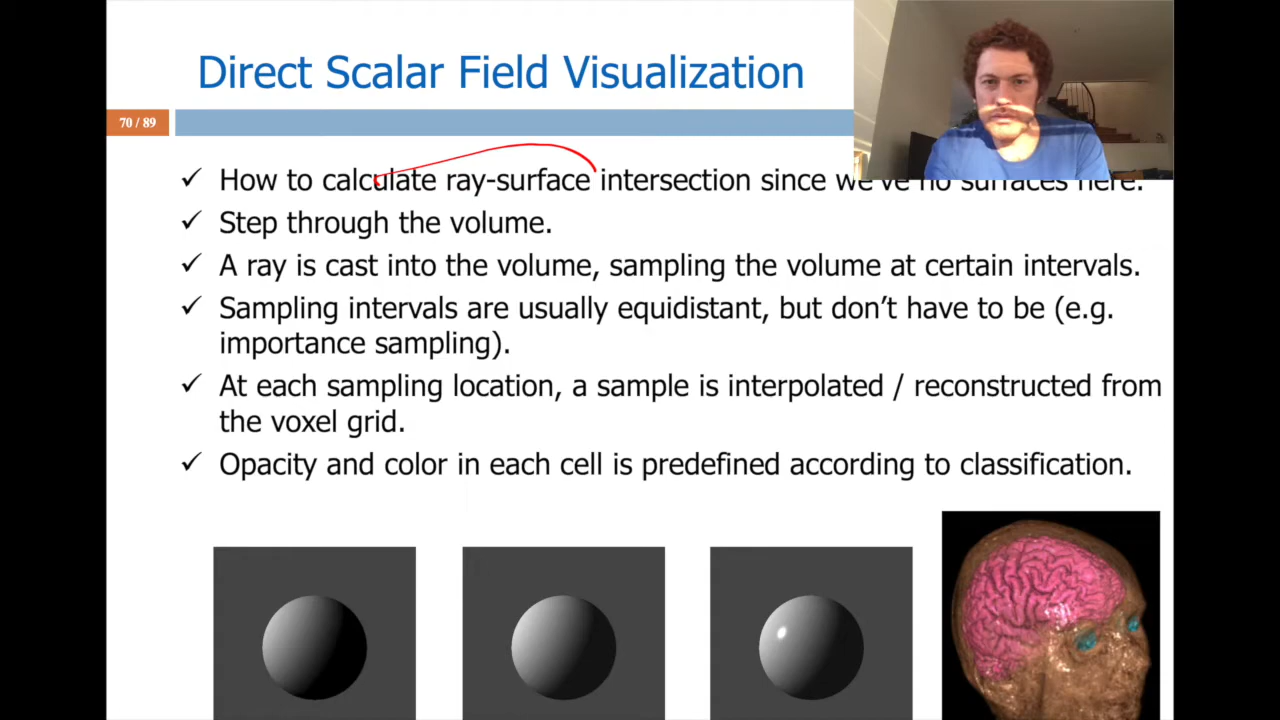 Direct Scalar Field Visualization
70 / 89
✓ How to calculate ray-surface intersection since we've no surfaces here.
✓ Step through the volume.
✓ A ray is cast into the volume, sampling the volume at certain intervals.
✓ Sampling intervals are usually equidistant, but don't have to be (e.g.
importance sampling).
✓ At each sampling location, a sample is interpolated / reconstructed from
the voxel grid.
✓ Opacity and color in each cell is predefined according to classification.